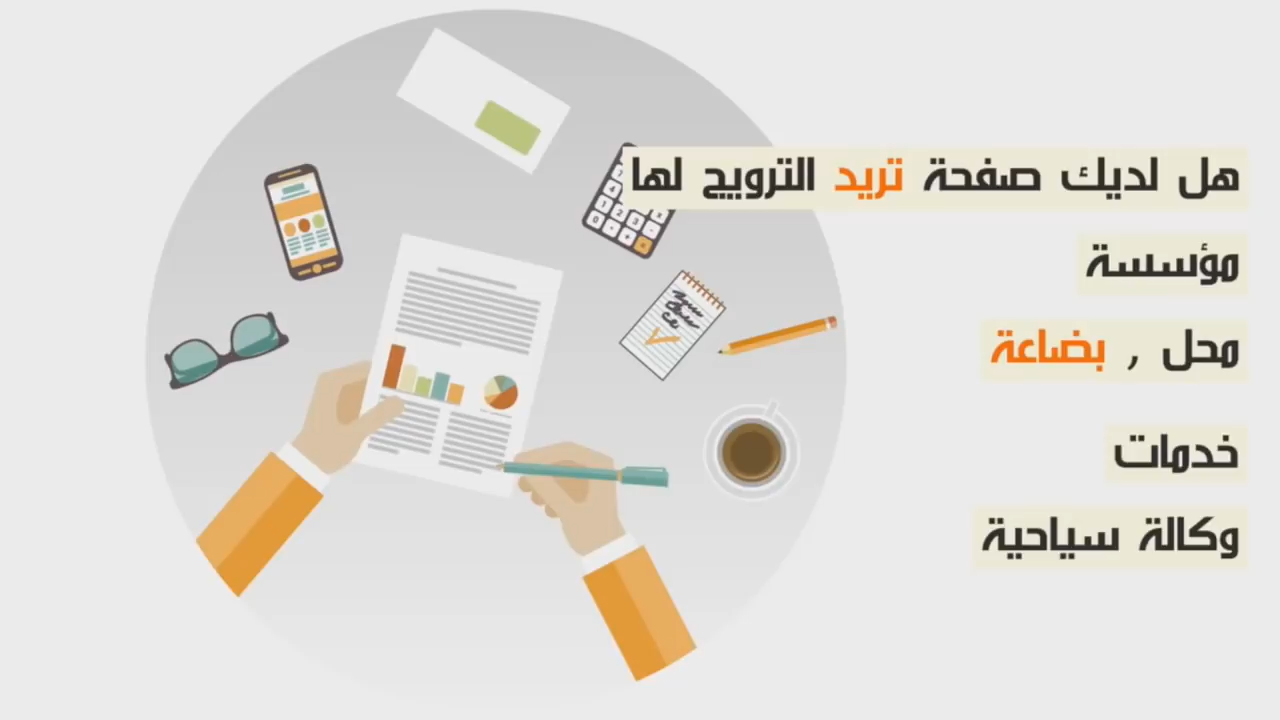 هل لديك صفحة تريد الترويج لها
مؤسسة
محل , بضاعة
خدمات
وكالة سياحية